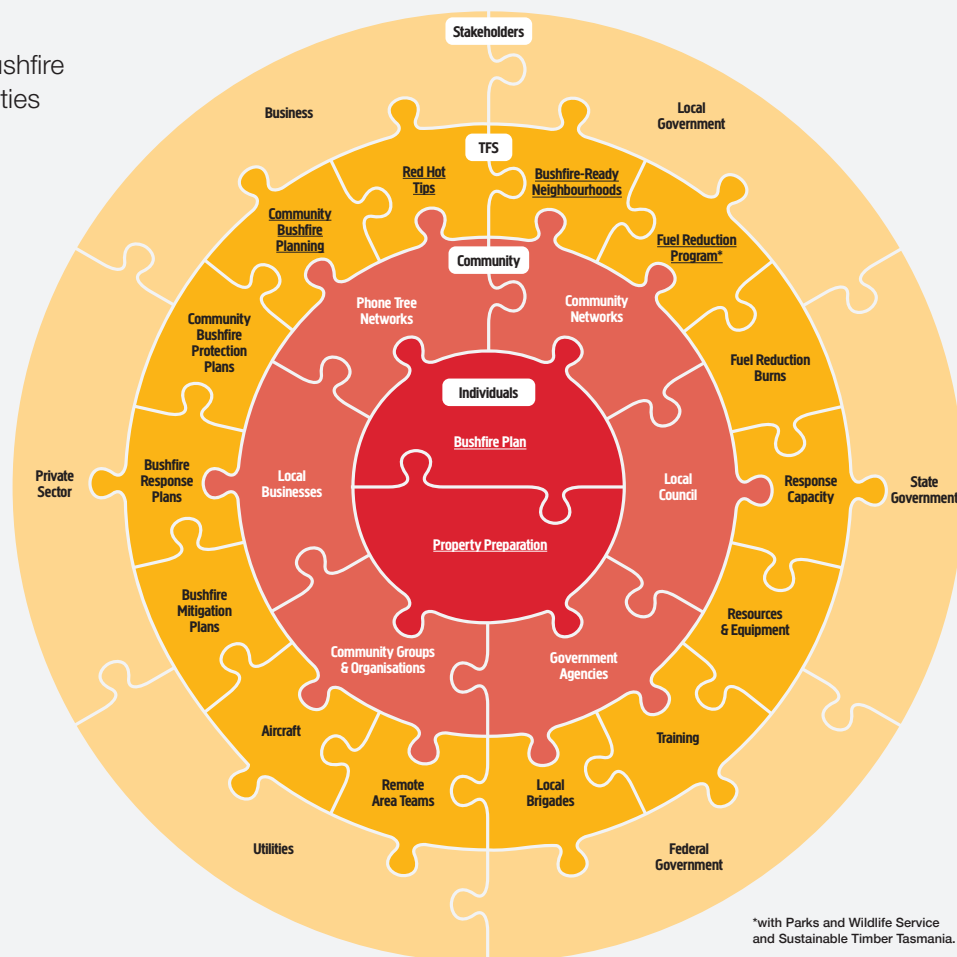 ushfire
ties
Stakeholders
Business
Local
Government
TFS
Red Hot
Tips
Bushfire-Ready
Neighbourhoods
Community
Bushfire
Planning
Fuel Reduction
Program*
Community
Phone Tree
Networks
Community
Networks
Community
Bushfire
Protection
Plans
Fuel Reduction
Burns
Individuals
Bushfire Plan
Private
Sector
Bushfire
Response
Plans
Local
Businesses
Local
Council
Response
Capacity
State
Government
Property Preparation
Bushfire
Mitigation
Plans
Resources
& Equipment
Community Groups
& Organisations
Government
Agencies
Aircraft
Training
Remote
Area Teams
Local
Brigades
Utilities
Federal
Government
*with Parks and Wildlife Service
and Sustainable Timber Tasmania.